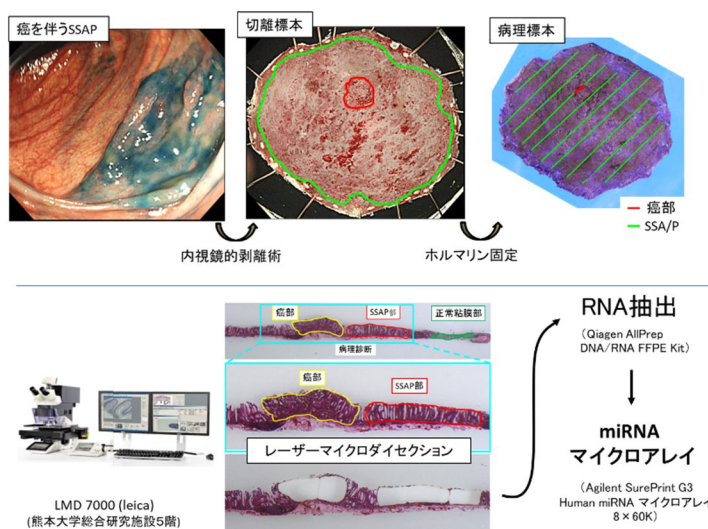 癌を伴うSSAP
切離標本
病理標本
癌部
SSA/P
内視鏡的剥離術
ホルマリン固定
癌部
SSAP部
正常粘膜部
病理診断
癌部
SSAP部
レーザーマイクロダイセクション
LMD 7000 (leica)
(熊本大学総合研究施設5階)
RNA抽出
(Qiagen AllPrep
DNA/RNA FFPE Kit)
miRNA
マイクロアレイ
(Agilent SurePrint G3
Human miRNA マイクロアレイ
8×60K)